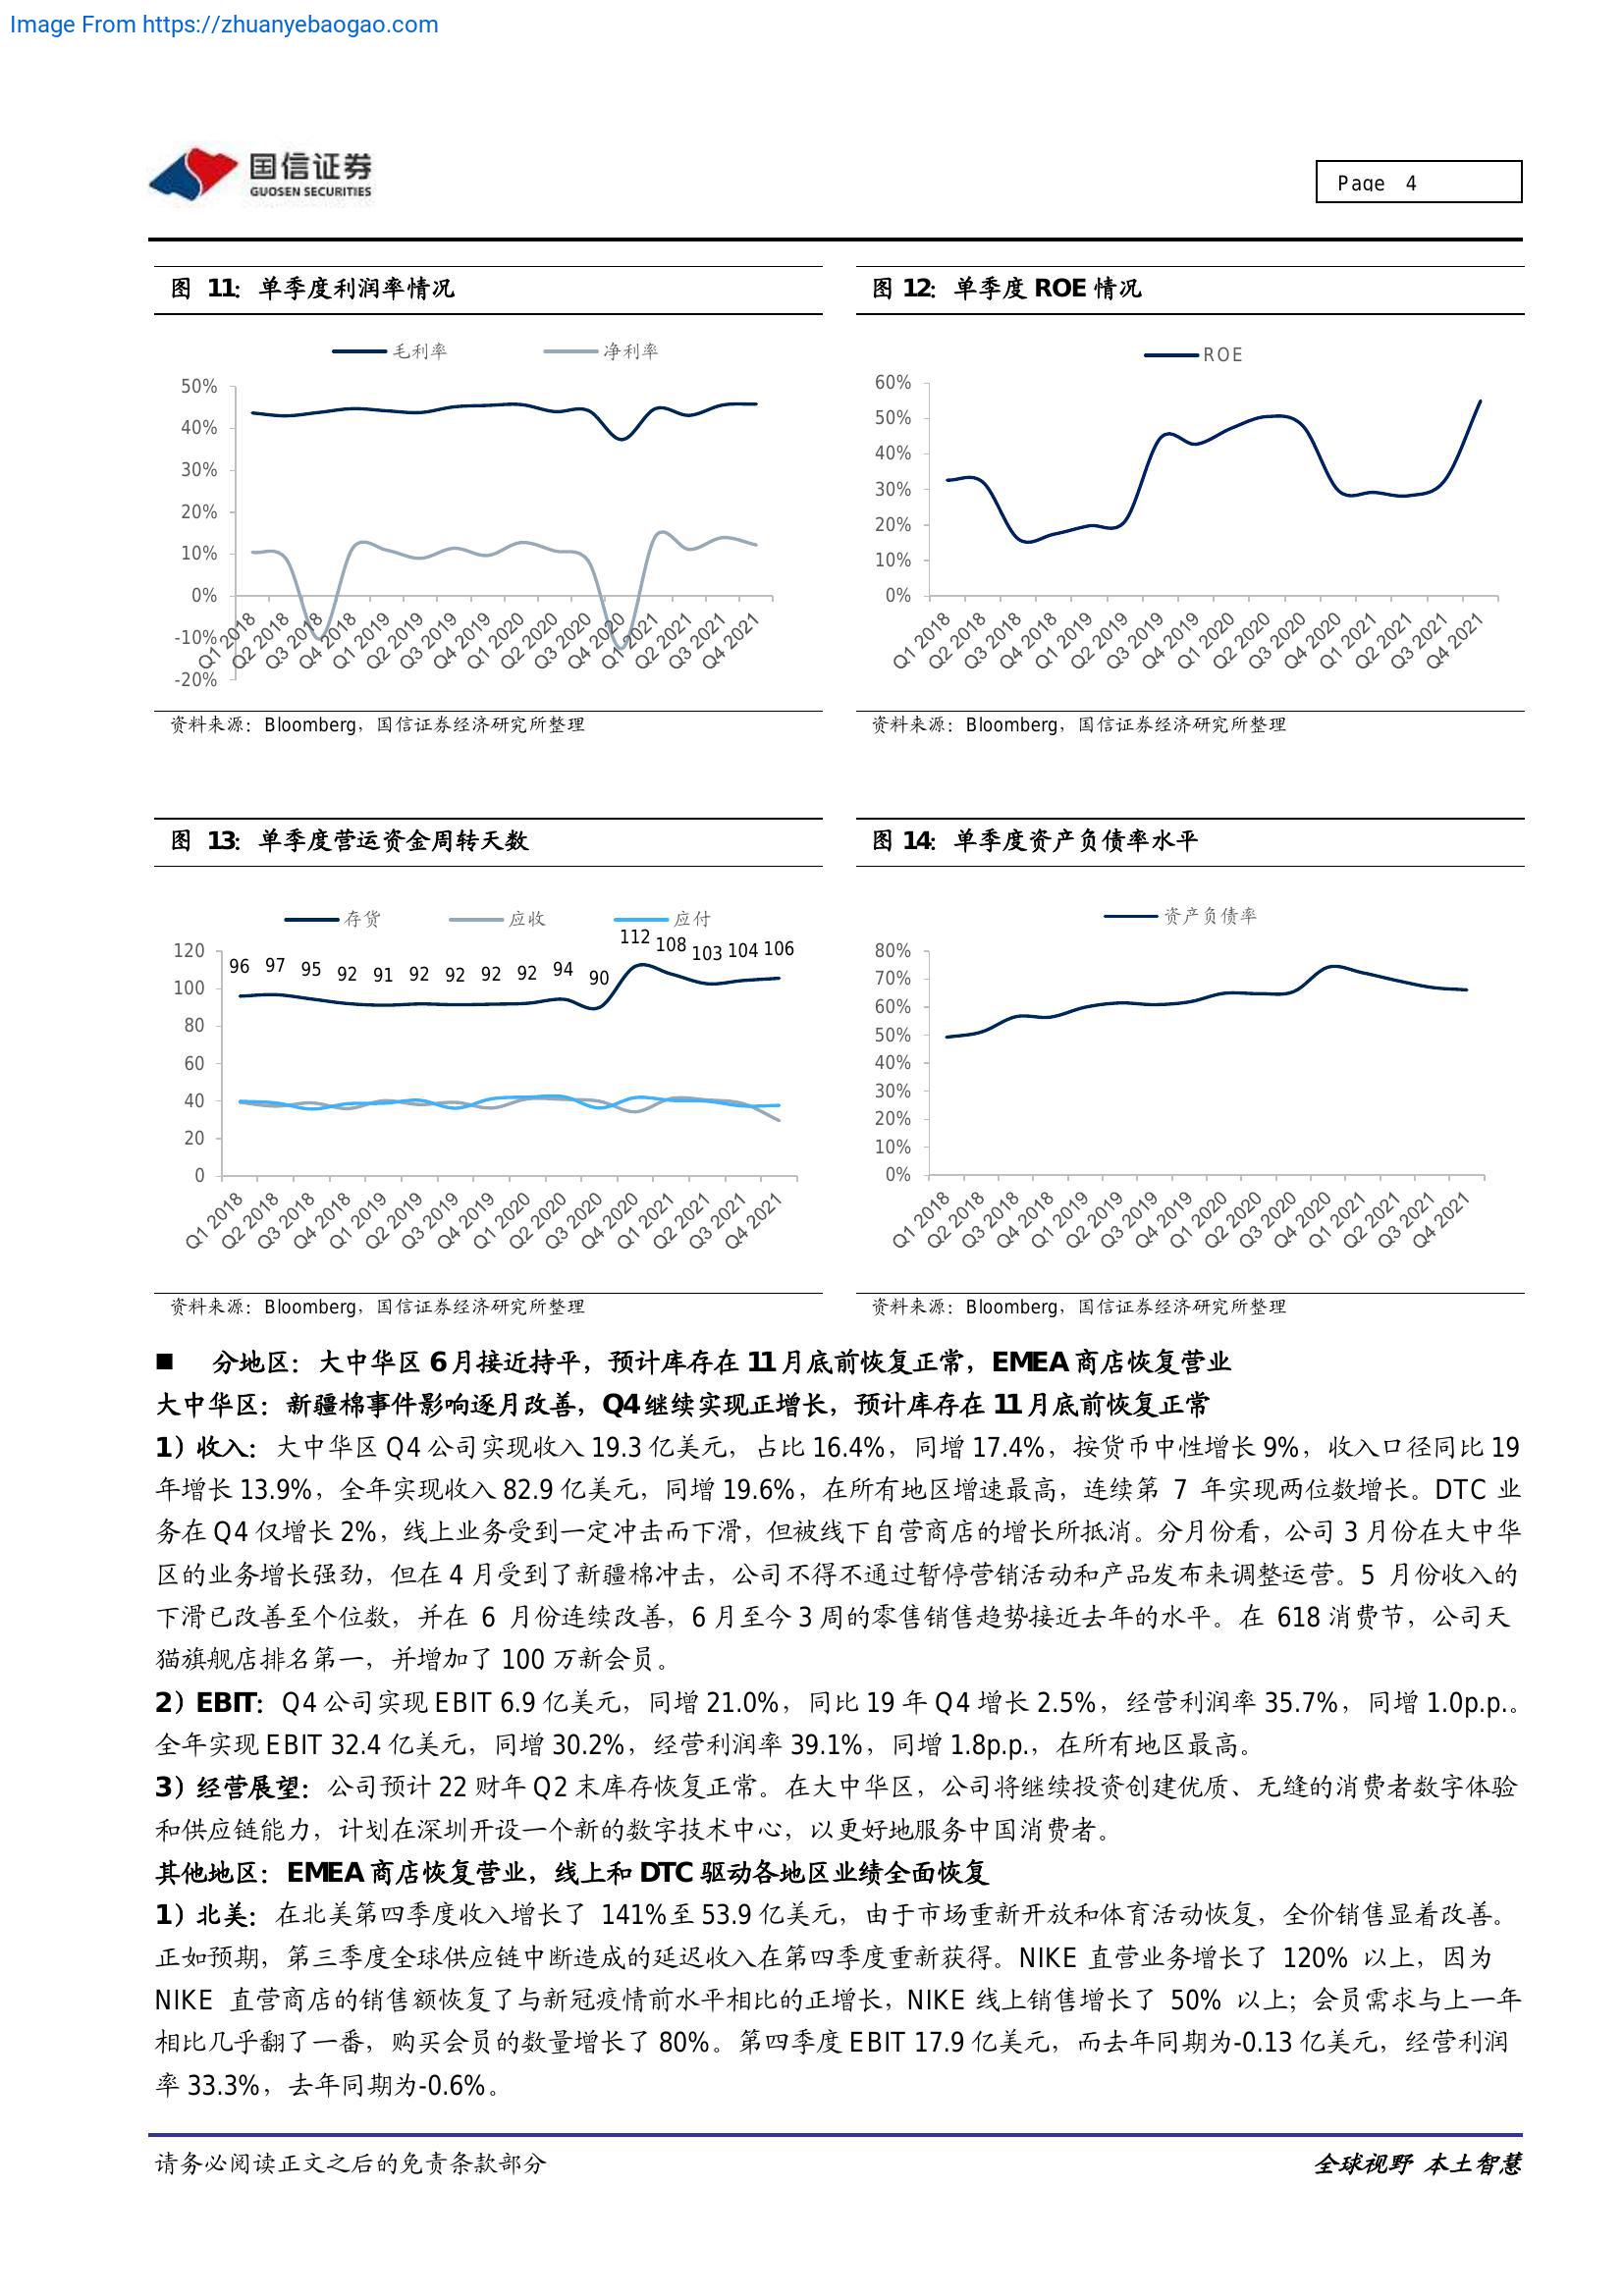 Image From https://zhuanyebaogao.com
国信证券
GUOSEN SECURITIES
Page 4
图 11: 单季度利润率情况
毛利率 净利率
50%
40%
30%
20%
10%
0%
-10%
-20%
Q1 2018 Q2 2018 Q3 2018 Q4 2018 Q1 2019 Q2 2019 Q3 2019 Q4 2019 Q1 2020 Q2 2020 Q3 2020 Q4 2020 Q1 2021 Q2 2021 Q3 2021 Q4 2021
资料来源：Bloomberg，国信证券经济研究所整理
图 12: 单季度 ROE 情况
ROE
60%
50%
40%
30%
20%
10%
0%
Q1 2018 Q2 2018 Q3 2018 Q4 2018 Q1 2019 Q2 2019 Q3 2019 Q4 2019 Q1 2020 Q2 2020 Q3 2020 Q4 2020 Q1 2021 Q2 2021 Q3 2021 Q4 2021
资料来源：Bloomberg，国信证券经济研究所整理
图 13: 单季度营运资金周转天数
存货 应收 应付
120
100
80
60
40
20
0
96 97 95 92 91 92 92 92 92 94 90 112 108 103 104 106
Q1 2018 Q2 2018 Q3 2018 Q4 2018 Q1 2019 Q2 2019 Q3 2019 Q4 2019 Q1 2020 Q2 2020 Q3 2020 Q4 2020 Q1 2021 Q2 2021 Q3 2021 Q4 2021
资料来源：Bloomberg，国信证券经济研究所整理
图 14: 单季度资产负债率水平
资产负债率
80%
70%
60%
50%
40%
30%
20%
10%
0%
Q1 2018 Q2 2018 Q3 2018 Q4 2018 Q1 2019 Q2 2019 Q3 2019 Q4 2019 Q1 2020 Q2 2020 Q3 2020 Q4 2020 Q1 2021 Q2 2021 Q3 2021 Q4 2021
资料来源：Bloomberg，国信证券经济研究所整理
■ 分地区：大中华区 6 月接近持平，预计库存在 11 月底前恢复正常，EMEA 商店恢复营业
大中华区：新疆棉事件影响逐月改善，Q4 继续实现正增长，预计库存在 11 月底前恢复正常
1）收入：大中华区 Q4 公司实现收入 19.3 亿美元，占比 16.4%，同增 17.4%，按货币中性增长 9%，收入口径同比 19
年增长 13.9%，全年实现收入 82.9 亿美元，同增 19.6%，在所有地区增速最高，连续第 7 年实现两位数增长。DTC 业
务在 Q4 仅增长 2%，线上业务受到一定冲击而下滑，但被线下自营商店的增长所抵消。分月份看，公司 3 月份在大中华
区的业务增长强劲，但在 4 月受到了新疆棉冲击，公司不得不通过暂停营销活动和产品发布来调整运营。5 月份收入的
下滑已改善至个位数，并在 6 月份连续改善，6 月至今 3 周的零售销售趋势接近去年的水平。在 618 消费节，公司天
猫旗舰店排名第一，并增加了 100 万新会员。
2）EBIT：Q4 公司实现 EBIT 6.9 亿美元，同增 21.0%，同比 19 年 Q4 增长 2.5%，经营利润率 35.7%，同增 1.0p.p.。
全年实现 EBIT 32.4 亿美元，同增 30.2%，经营利润率 39.1%，同增 1.8p.p.，在所有地区最高。
3）经营展望：公司预计 22 财年 Q2 末库存恢复正常。在大中华区，公司将继续投资创建优质、无缝的消费者数字体验
和供应链能力，计划在深圳开设一个新的数字技术中心，以更好地服务中国消费者。
其他地区：EMEA 商店恢复营业，线上和 DTC 驱动各地区业绩全面恢复
1）北美：在北美第四季度收入增长了 141%至 53.9 亿美元，由于市场重新开放和体育活动恢复，全价销售显着改善。
正如预期，第三季度全球供应链中断造成的延迟收入在第四季度重新获得。NIKE 直营业务增长了 120% 以上，因为
NIKE 直营商店的销售额恢复了与新冠疫情前水平相比的正增长，NIKE 线上销售增长了 50% 以上；会员需求与上一年
相比几乎翻了一番，购买会员的数量增长了 80%。第四季度 EBIT 17.9 亿美元，而去年同期为-0.13 亿美元，经营利润
率 33.3%，去年同期为-0.6%。
请务必阅读正文之后的免责条款部分
全球视野 本土智慧